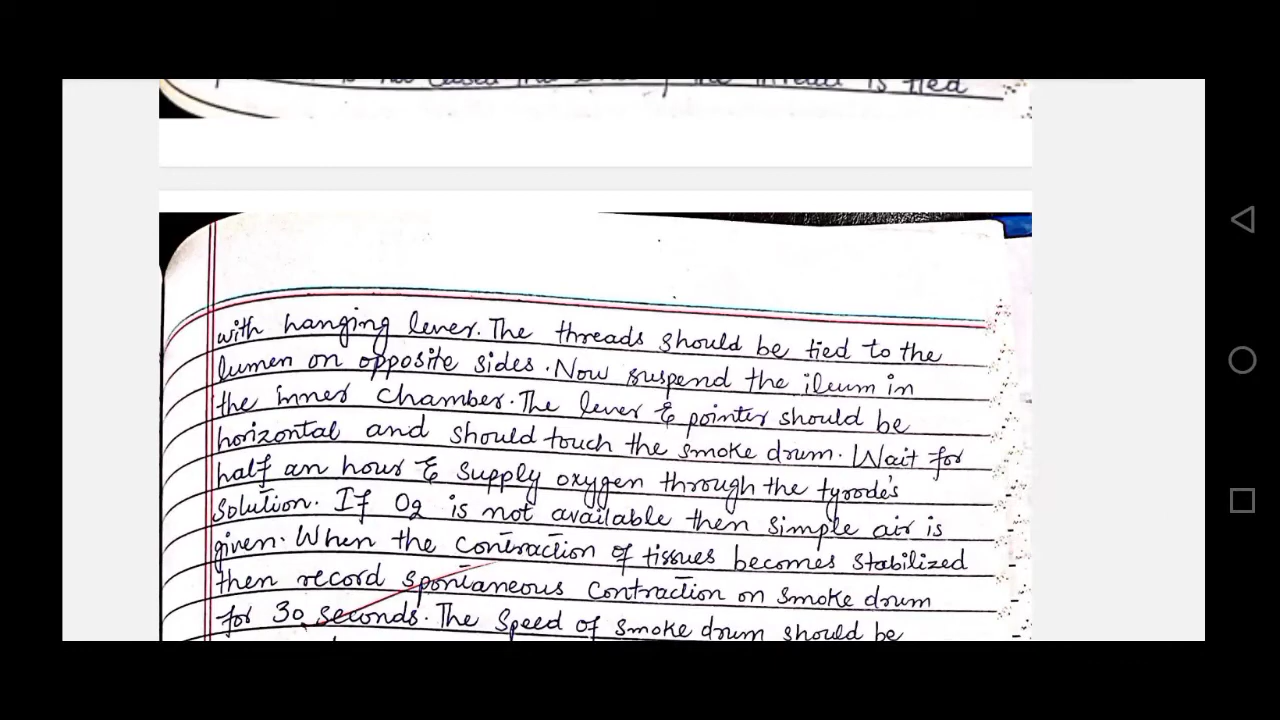 the thread is tied
with hanging lever. The threads should be tied to the
lumen on opposite sides. Now suspend the ileum in
the inner chamber. The lever & pointer should be
horizontal and should touch the smoke drum. Wait for
half an hour & supply oxygen through the tyrode's
solution. If O2 is not available then simple air is
given. When the contraction of tissues becomes stabilized
then record spontaneous contraction on smoke drum
for 30 seconds. The speed of smoke drum should be